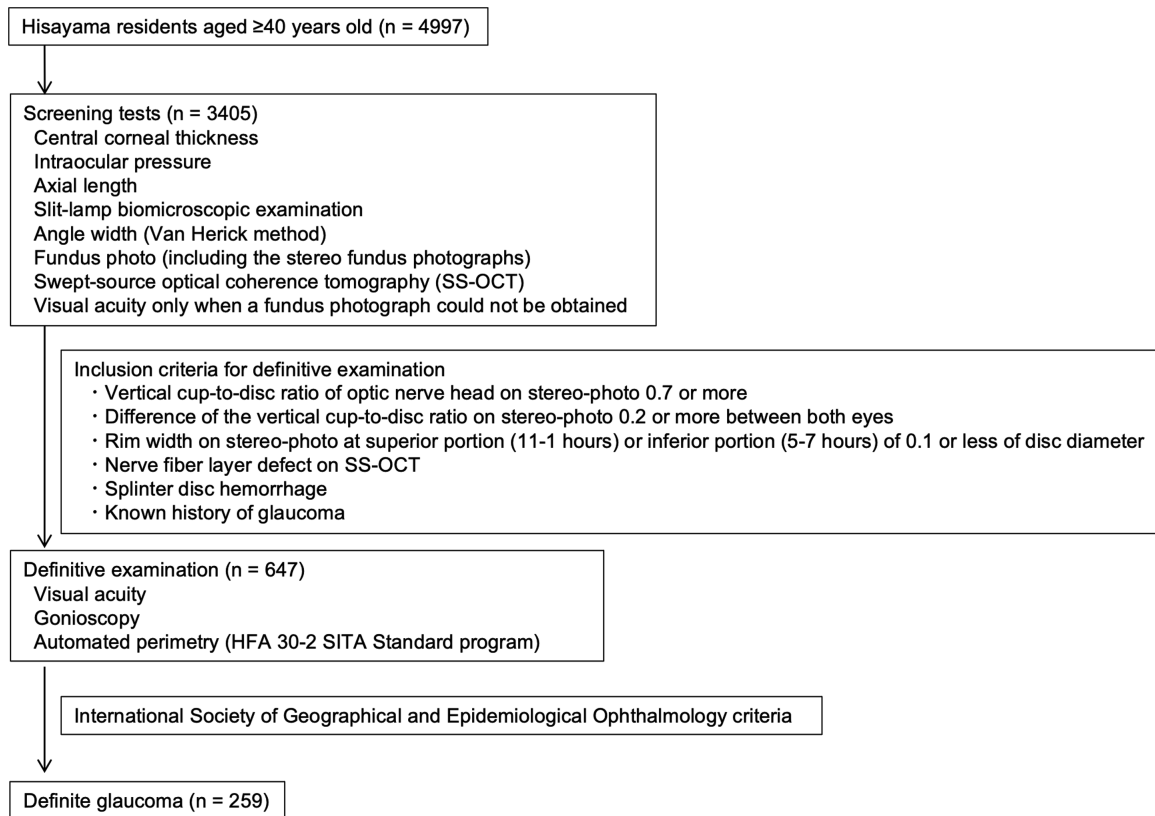 Hisayama residents aged ≥40 years old (n = 4997)
Screening tests (n = 3405)
Central corneal thickness
Intraocular pressure
Axial length
Slit-lamp biomicroscopic examination
Angle width (Van Herick method)
Fundus photo (including the stereo fundus photographs)
Swept-source optical coherence tomography (SS-OCT)
Visual acuity only when a fundus photograph could not be obtained
Inclusion criteria for definitive examination
・Vertical cup-to-disc ratio of optic nerve head on stereo-photo 0.7 or more
・Difference of the vertical cup-to-disc ratio on stereo-photo 0.2 or more between both eyes
・Rim width on stereo-photo at superior portion (11-1 hours) or inferior portion (5-7 hours) of 0.1 or less of disc diameter
・Nerve fiber layer defect on SS-OCT
・Splinter disc hemorrhage
・Known history of glaucoma
Definitive examination (n = 647)
Visual acuity
Gonioscopy
Automated perimetry (HFA 30-2 SITA Standard program)
International Society of Geographical and Epidemiological Ophthalmology criteria
Definite glaucoma (n = 259)